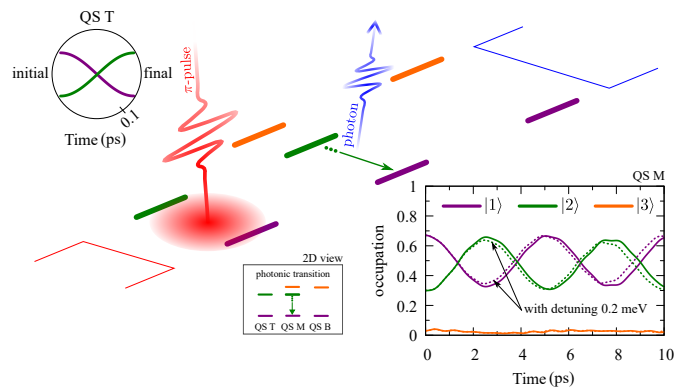 QS T
initial
final
0.1
Time (ps)
π-pulse
photon
2D view
photonic transition
QS T QS M QS B
QS M
|1⟩ |2⟩ |3⟩
1
0.8
0.6
0.4
0.2
0
occupation
with detuning 0.2 meV
0 2 4 6 8 10
Time (ps)